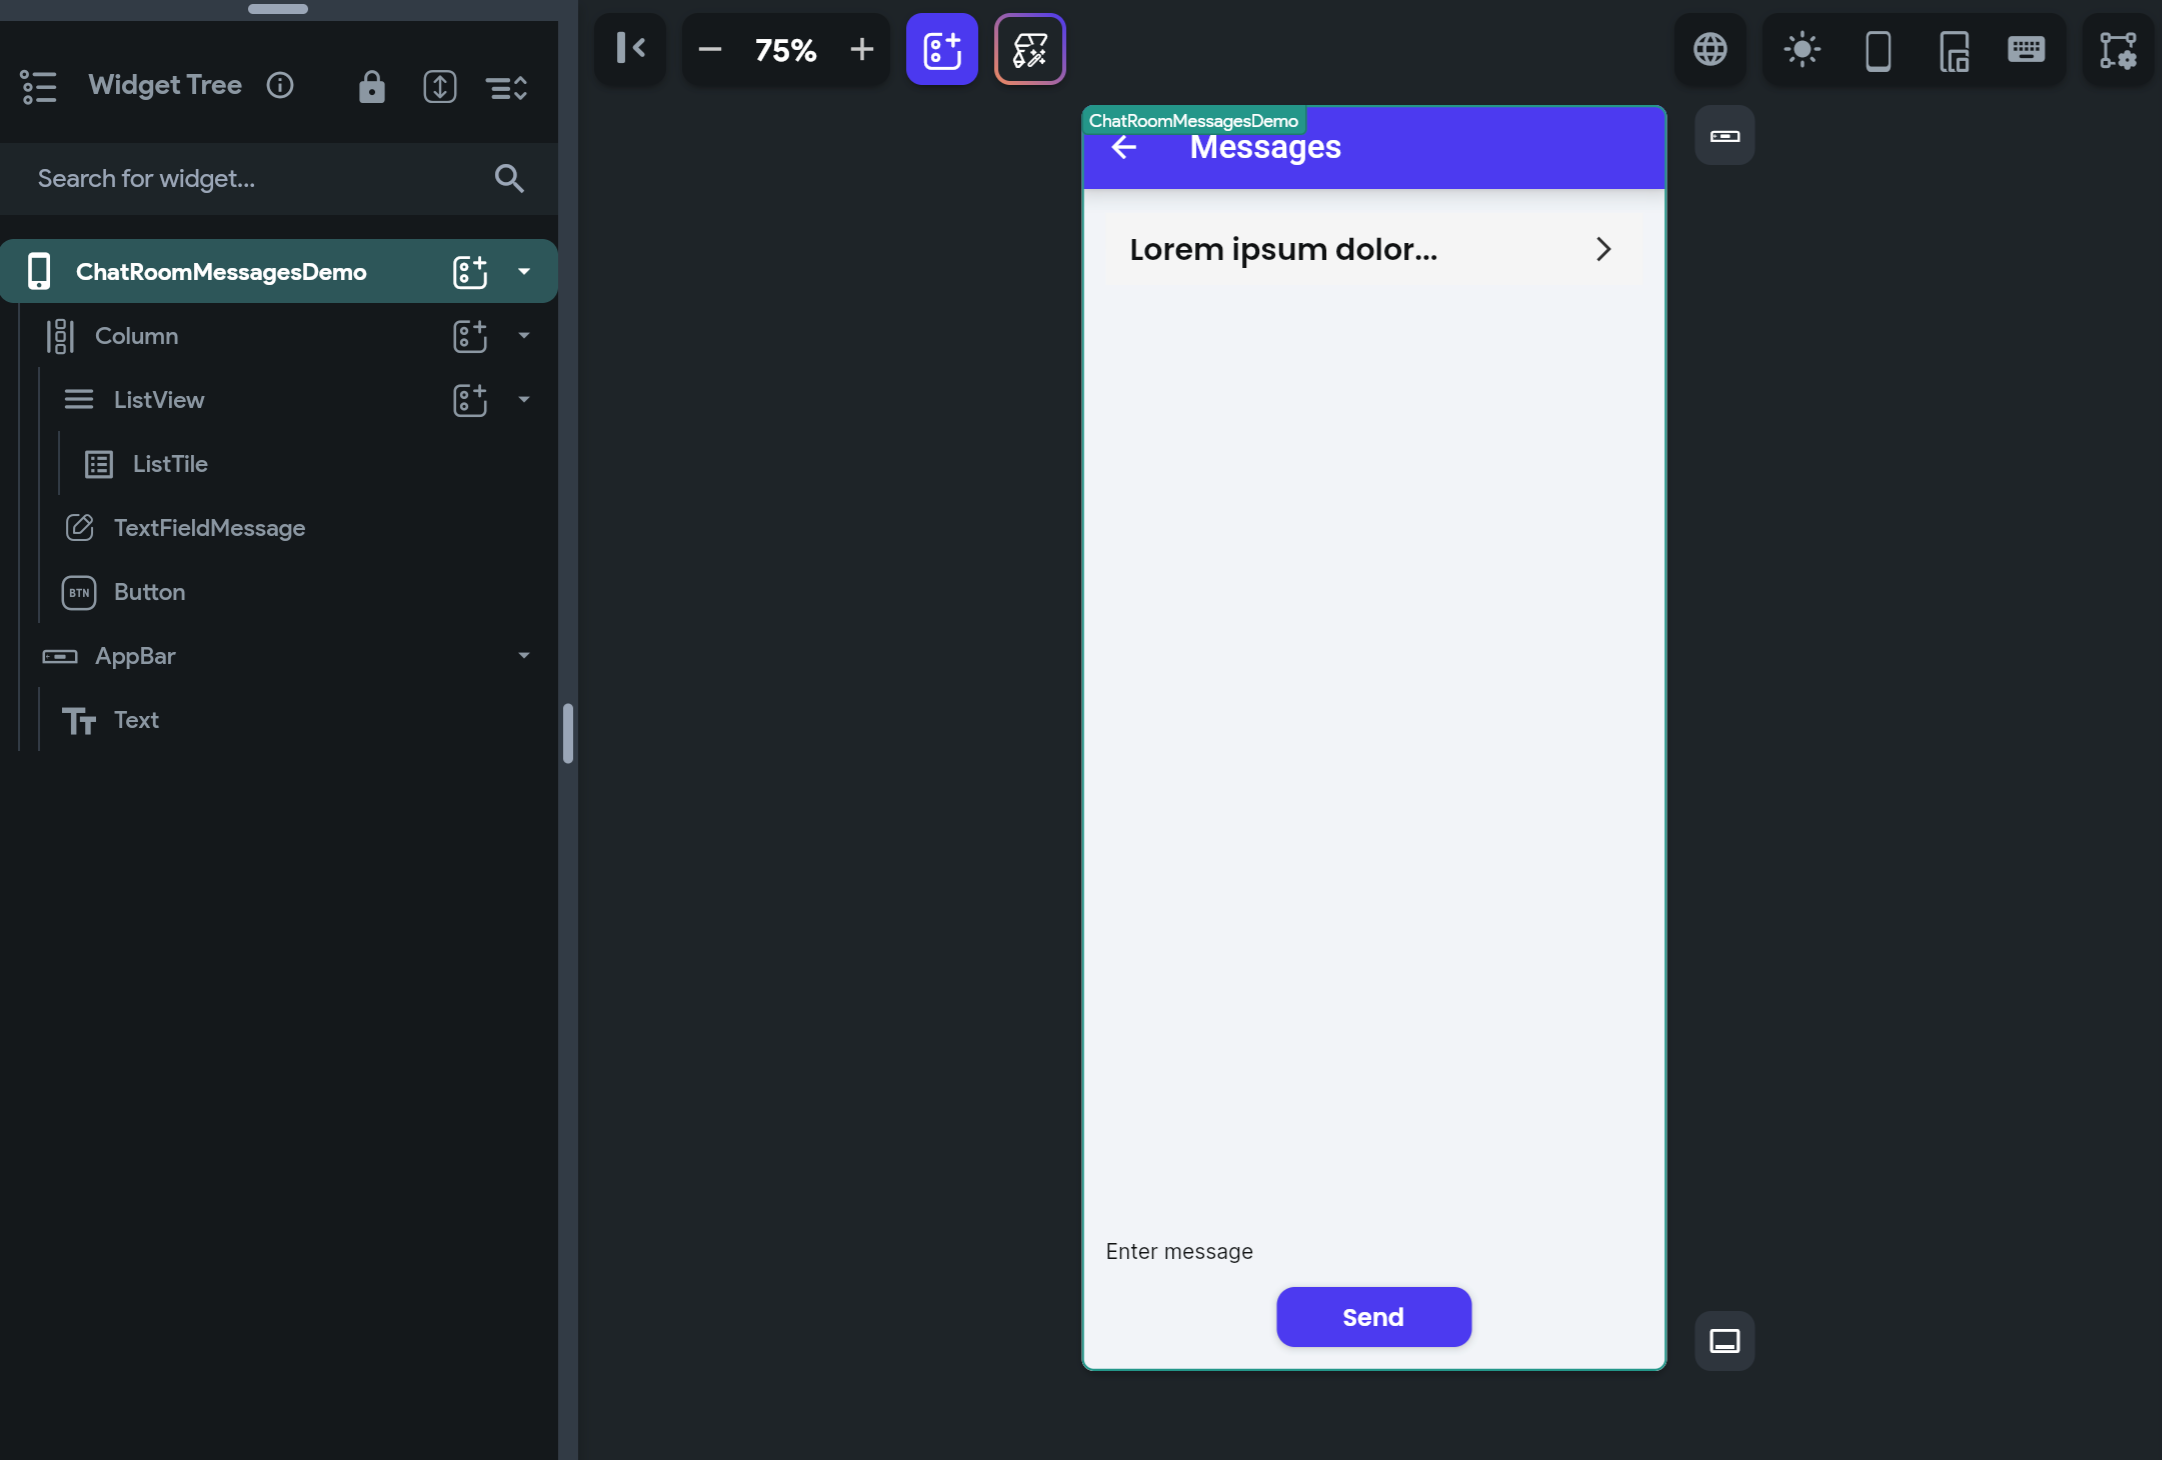 Widget Tree
Search for widget...
ChatRoomMessagesDemo
Column
ListView
ListTile
TextFieldMessage
BTN Button
AppBar
Tт Text
75%
ChatRoomMessagesDemo
Messages
Lorem ipsum dolor...
Enter message
Send